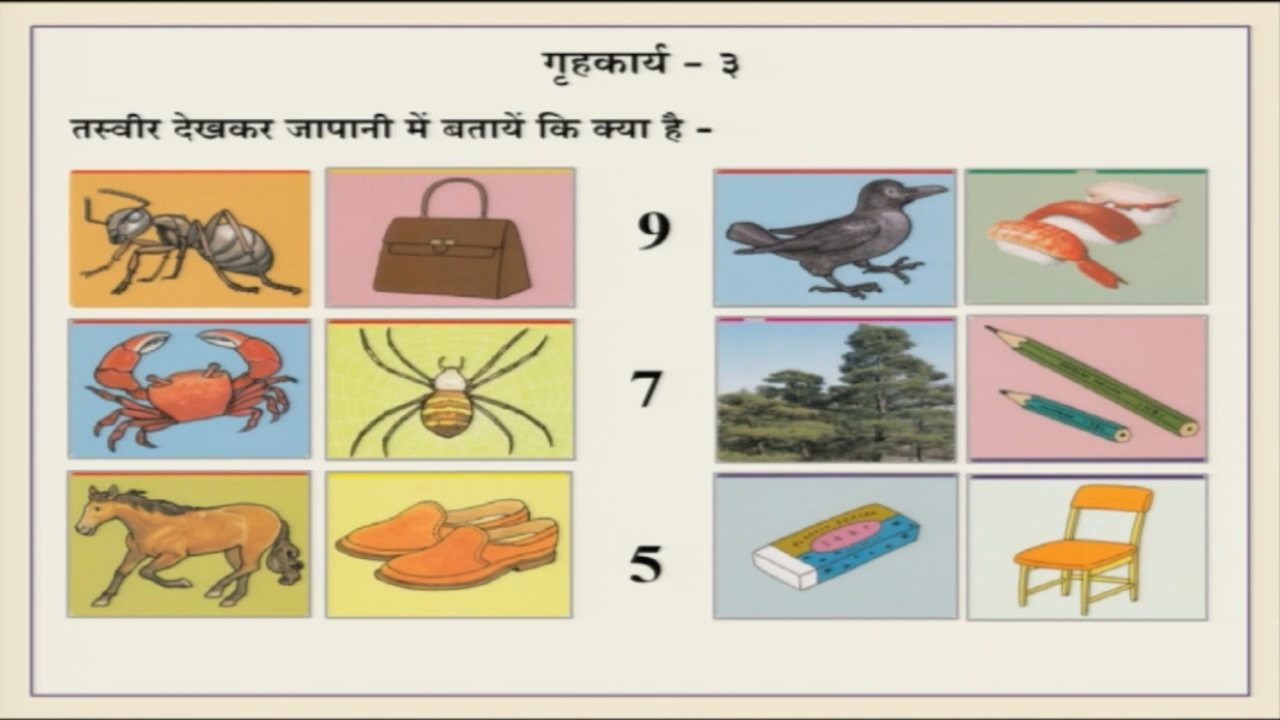 गृहकार्य - ३
तस्वीर देखकर जापानी में बतायें कि क्या है -
9
7
5